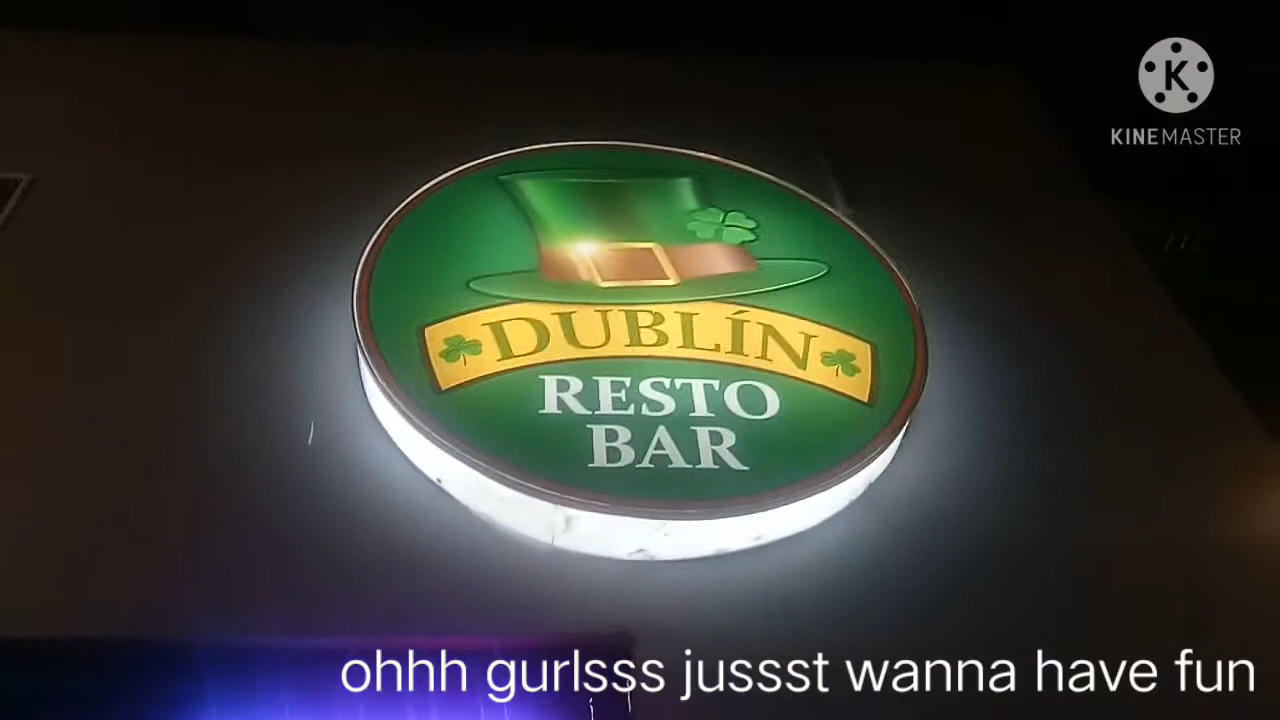 K
KINEMASTER
DUBLÍN
RESTO
BAR
ohhh gurlsss jussst wanna have fun